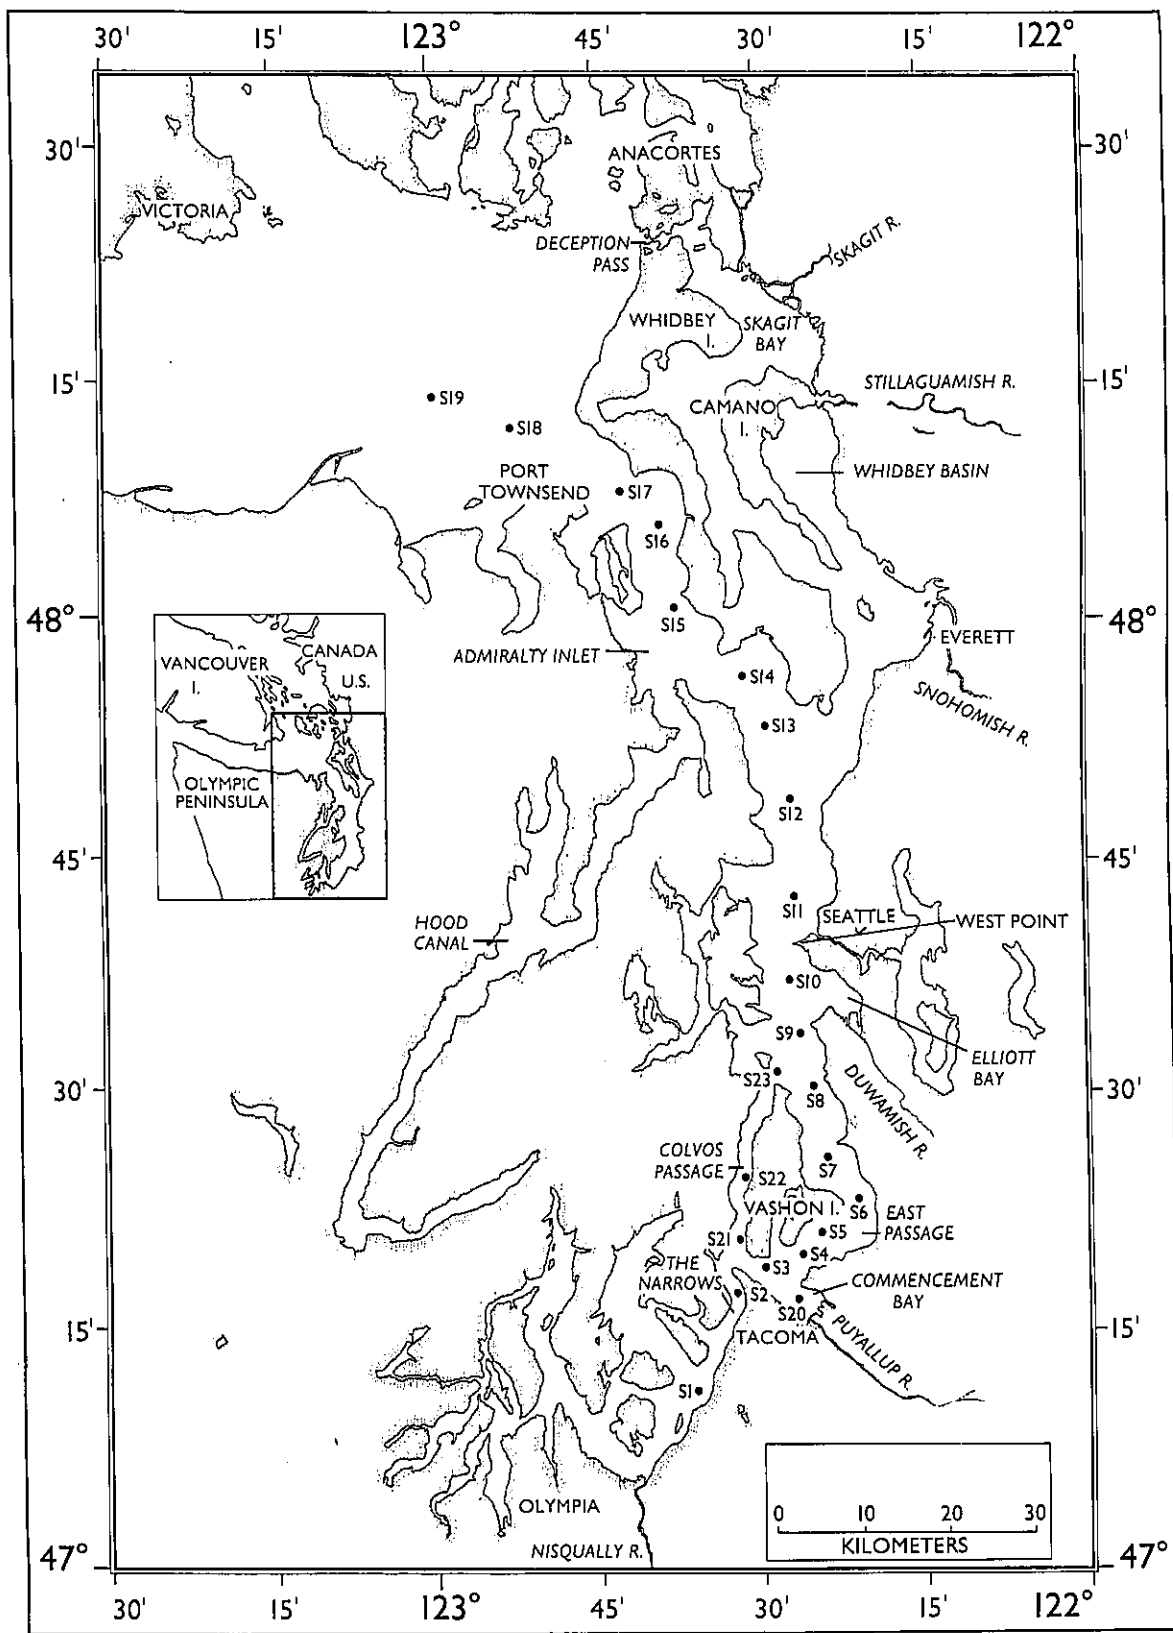 30' 15' 123° 45' 30' 15' 122°
30' 30'
ANACORTES
VICTORIA
DECEPTION
PASS
SKAGIT R.
WHIDBEY
I.
SKAGIT
BAY
15' 15'
STILLAGUAMISH R.
S19
CAMANO
I.
S18
WHIDBEY BASIN
PORT
TOWNSEND
S17
S16
48° 48°
S15
EVERETT
ADMIRALTY INLET
S14
SNOHOMISH R.
S13
VANCOUVER
I.
CANADA
U.S.
OLYMPIC
PENINSULA
S12
45' 45'
S11
SEATTLE
WEST POINT
HOOD
CANAL
S10
S9
ELLIOTT
BAY
S23
30' 30'
S8
DUWAMISH R.
COLVOS
PASSAGE
S7
S22
VASHON I.
S6
EAST
PASSAGE
S5
S21
S4
THE
NARROWS
S3
COMMENCEMENT
BAY
S2
S20
15' 15'
TACOMA
PUYALLUP R.
S1
OLYMPIA
0 10 20 30
KILOMETERS
NISQUALLY R.
47° 47°
30' 15' 123° 45' 30' 15' 122°